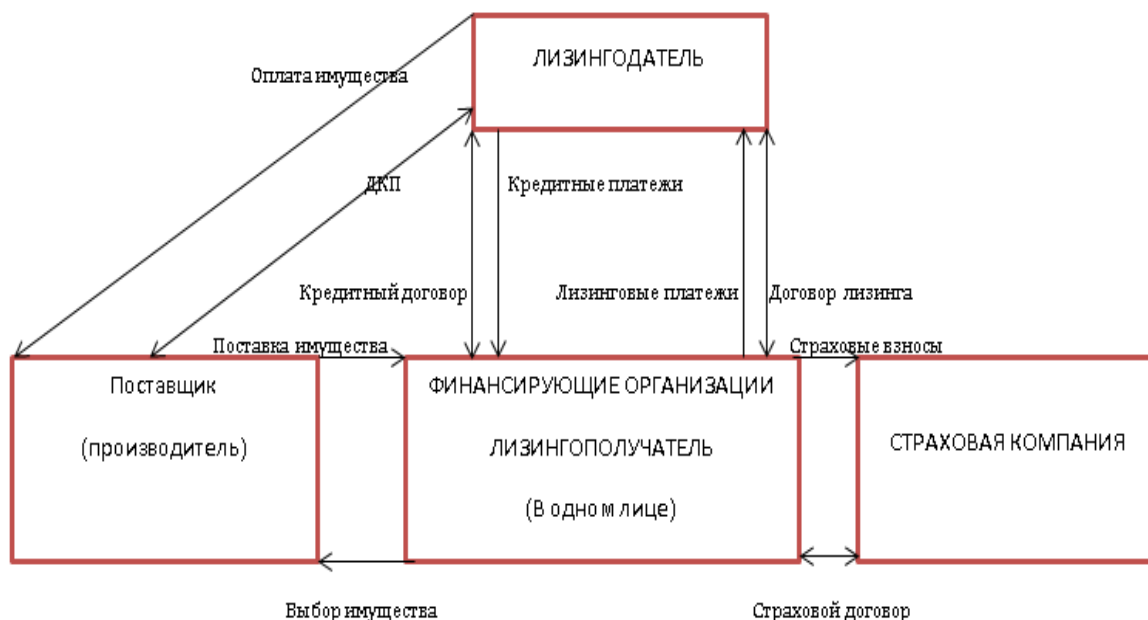 ЛИЗИНГОДАТЕЛЬ
Оплата имущества
ДКП
Кредитные платежи
Кредитный договор
Лизинговые платежи
Договор лизинга
Поставка имущества
Страховые взносы
Поставщик
(производитель)
ФИНАНСИРУЮЩИЕ ОРГАНИЗАЦИИ
ЛИЗИНГОПОЛУЧАТЕЛЬ
(В одном лице)
СТРАХОВАЯ КОМПАНИЯ
Выбор имущества
Страховой договор